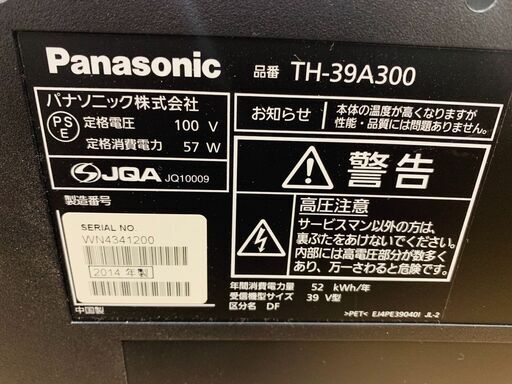 Panasonic 品番 TH-39A300
パナソニック株式会社
PS
E
定格電圧 100 V
定格消費電力 57 W
JQA JQ10009
製造番号
SERIAL NO.
WN4341200
2014 年製
中国製
お知らせ
本体の温度が高くなりますが
性能・品質には問題ありません。
警告
高圧注意
サービスマン以外の方は、
裏ぶたをあけないでください。
内部には高電圧部分が数多く
あり、万一さわると危険です。
年間消費電力量 52 kWh/年
受信機型サイズ 39 V型
区分名 DF
>PET< EJ4PE39040I JL-2